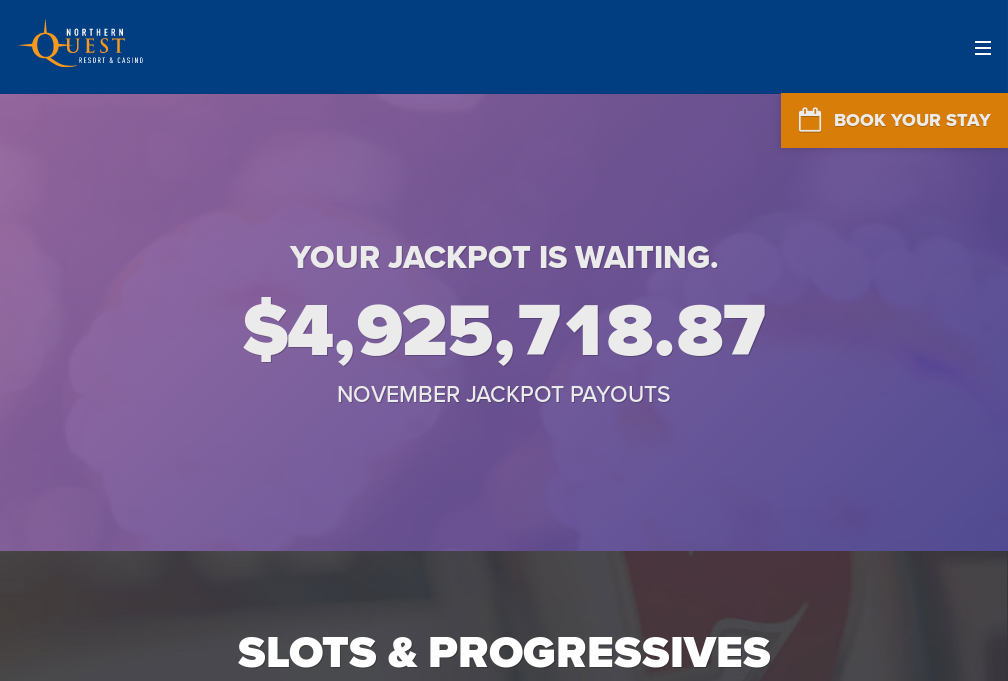 NORTHERN
QUEST
RESORT & CASINO
BOOK YOUR STAY
YOUR JACKPOT IS WAITING.
$4,925,718.87
NOVEMBER JACKPOT PAYOUTS
7
SLOTS & PROGRESSIVES